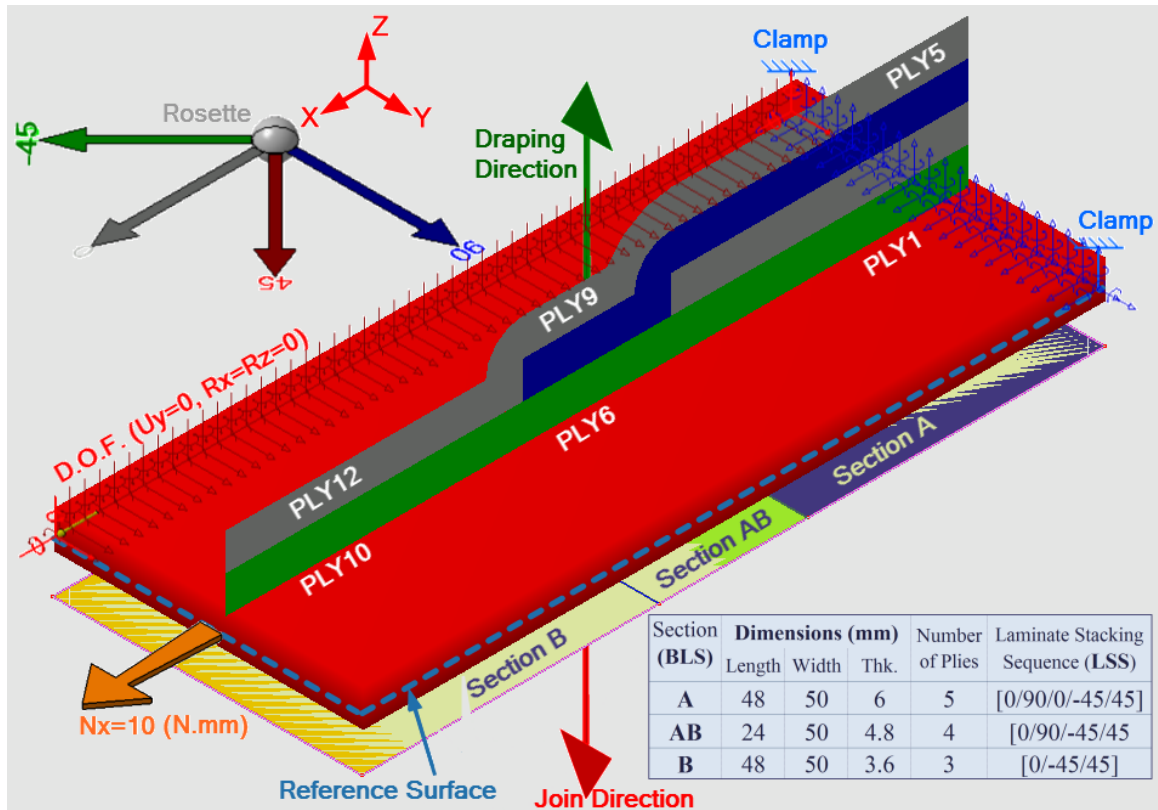 Clamp
Z
PLY5
Rosette
X
Y
-45
Draping
Direction
Clamp
PLY1
0
45
90
PLY9
D.O.F. (Uy=0, Rx=Rz=0)
PLY6
Section A
PLY12
Section AB
PLY10
Section B
Nx=10 (N.mm)
Reference Surface
Join Direction
Section
(BLS)
Dimensions (mm)
Number
of Plies
Laminate Stacking
Sequence (LSS)
Length Width Thk.
A 48 50 6 5 [0/90/0/-45/45]
AB 24 50 4.8 4 [0/90/-45/45
B 48 50 3.6 3 [0/-45/45]